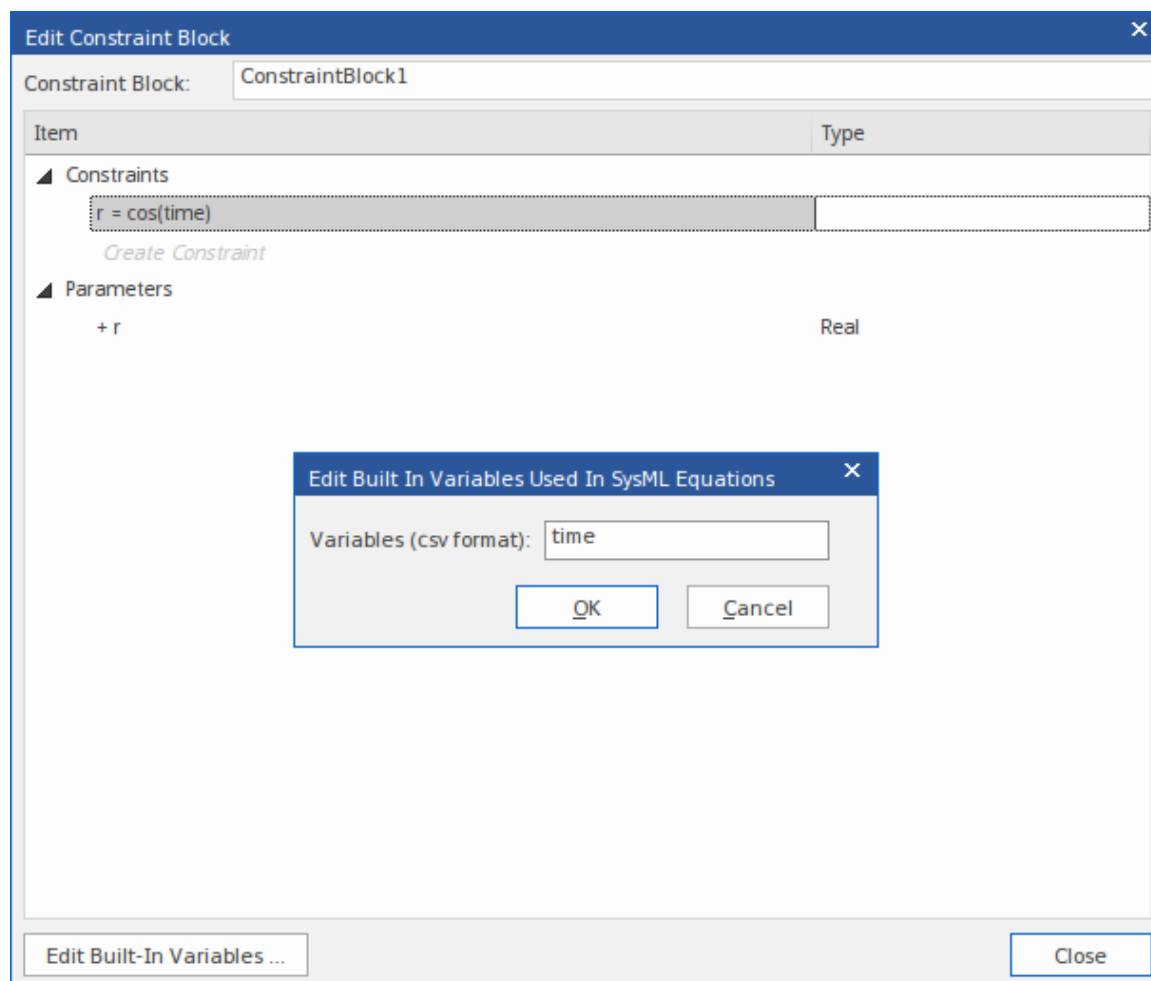 Edit Constraint Block
Constraint Block: ConstraintBlock1
Item Type
Constraints
r = cos(time)
Create Constraint
Parameters
+ r Real
Edit Built In Variables Used In SysML Equations
Variables (csv format): time
OK Cancel
Edit Built-In Variables ... Close